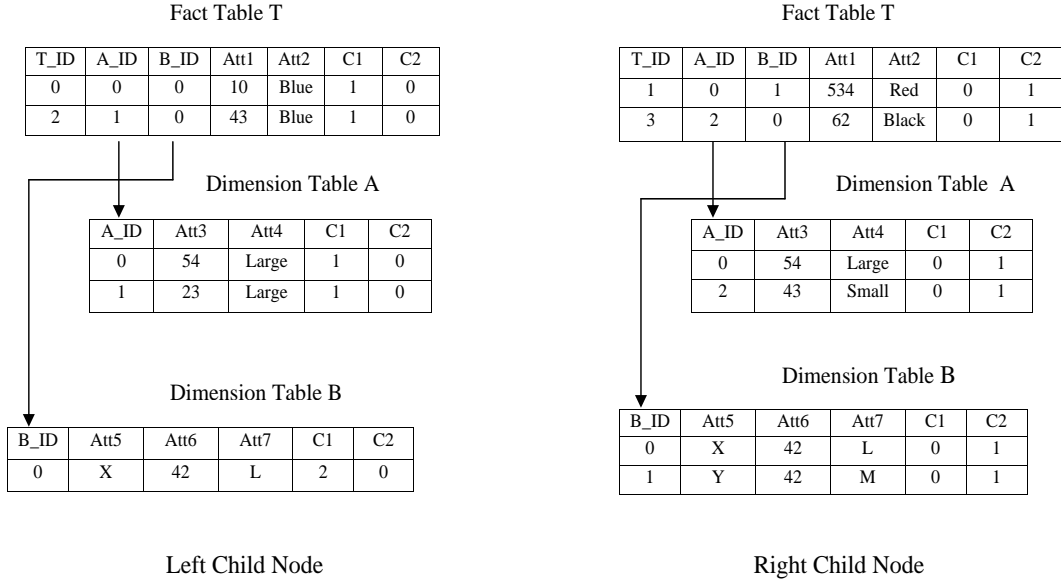 Fact Table T
T_ID A_ID B_ID Att1 Att2 C1 C2
0 0 0 10 Blue 1 0
2 1 0 43 Blue 1 0
Dimension Table A
A_ID Att3 Att4 C1 C2
0 54 Large 1 0
1 23 Large 1 0
Dimension Table B
B_ID Att5 Att6 Att7 C1 C2
0 X 42 L 2 0
Left Child Node
Fact Table T
T_ID A_ID B_ID Att1 Att2 C1 C2
1 0 1 534 Red 0 1
3 2 0 62 Black 0 1
Dimension Table A
A_ID Att3 Att4 C1 C2
0 54 Large 0 1
2 43 Small 0 1
Dimension Table B
B_ID Att5 Att6 Att7 C1 C2
0 X 42 L 0 1
1 Y 42 M 0 1
Right Child Node